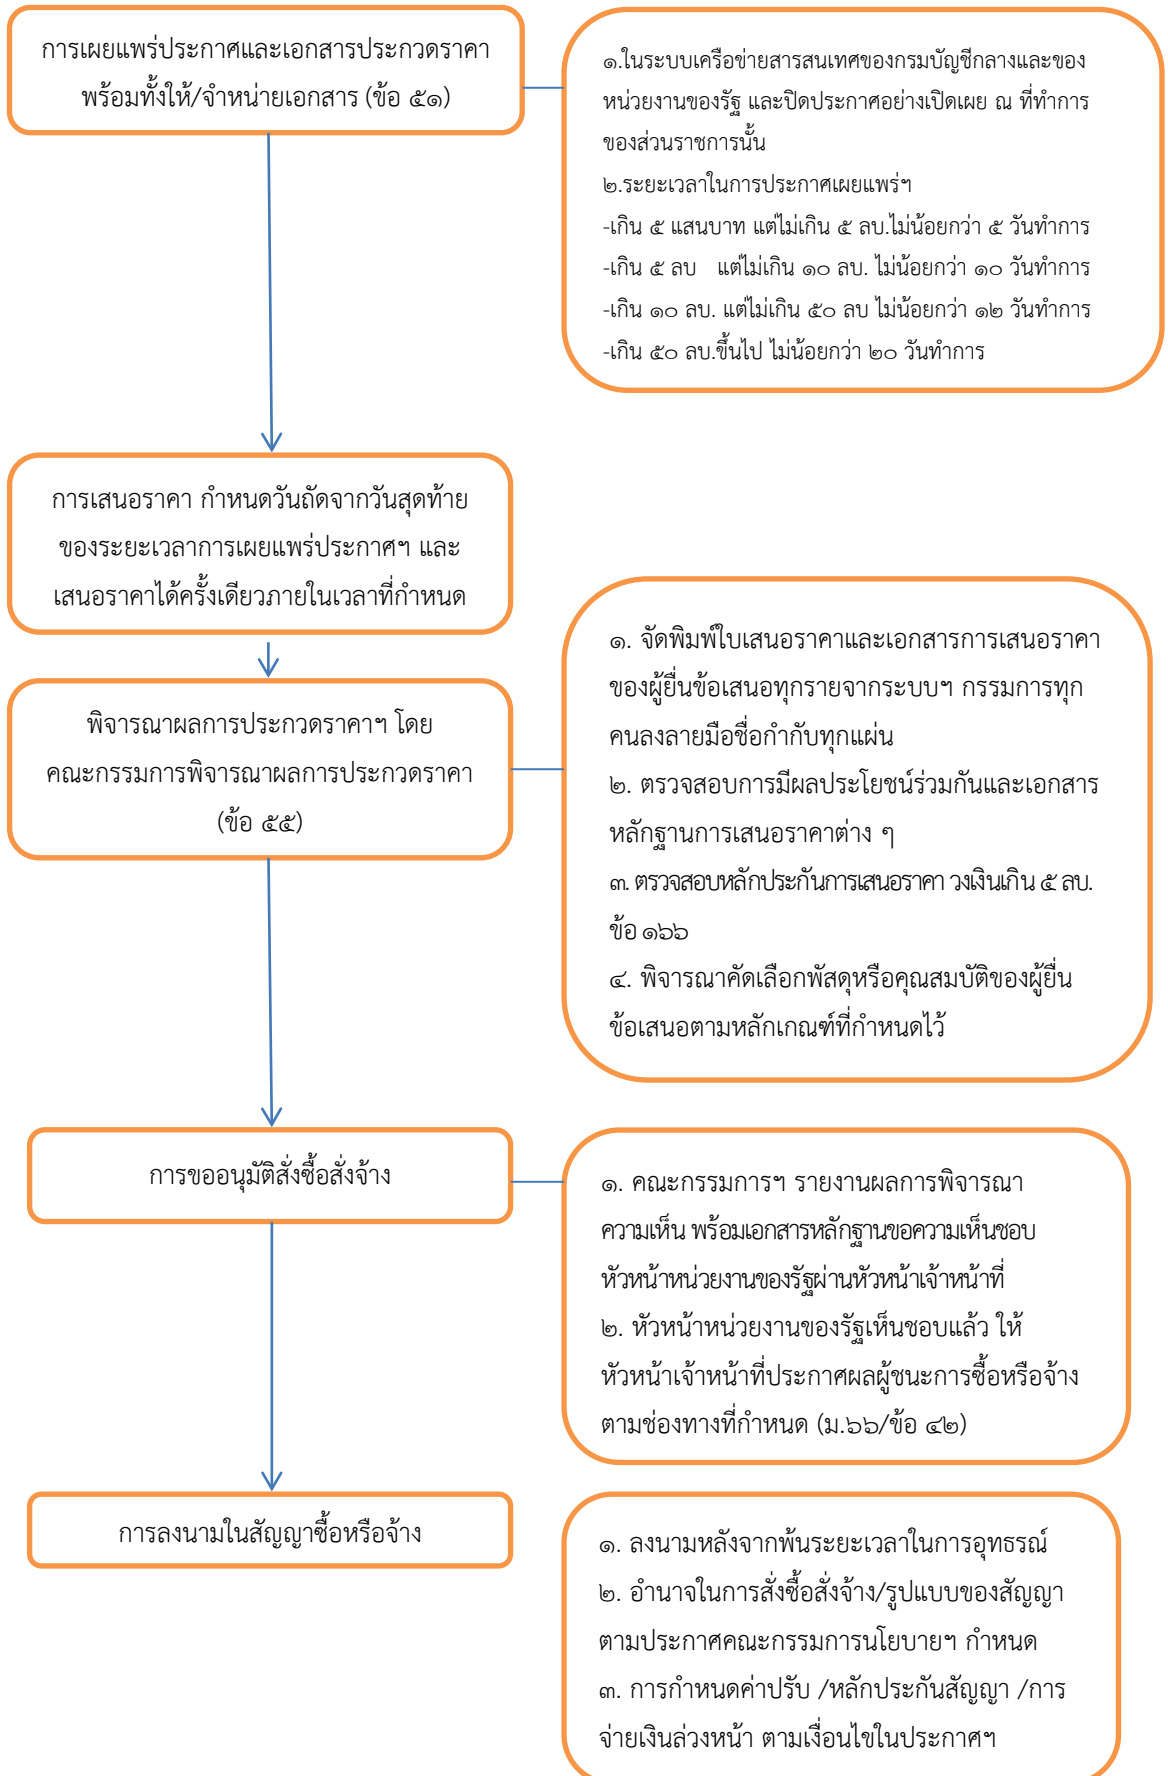 การเผยแพร่ประกาศและเอกสารประกวดราคา
พร้อมทั้งให้/จำหน่ายเอกสาร (ข้อ ๕๑)
๑.ในระบบเครือข่ายสารสนเทศของกรมบัญชีกลางและของ
หน่วยงานของรัฐ และปิดประกาศอย่างเปิดเผย ณ ที่ทำการ
ของส่วนราชการนั้น
๒.ระยะเวลาในการประกาศเผยแพร่ฯ
-เกิน ๕ แสนบาท แต่ไม่เกิน ๕ ลบ.ไม่น้อยกว่า ๕ วันทำการ
-เกิน ๕ ลบ แต่ไม่เกิน ๑๐ ลบ. ไม่น้อยกว่า ๑๐ วันทำการ
-เกิน ๑๐ ลบ. แต่ไม่เกิน ๕๐ ลบ ไม่น้อยกว่า ๑๒ วันทำการ
-เกิน ๕๐ ลบ.ขึ้นไป ไม่น้อยกว่า ๒๐ วันทำการ
การเสนอราคา กำหนดวันถัดจากวันสุดท้าย
ของระยะเวลาการเผยแพร่ประกาศฯ และ
เสนอราคาได้ครั้งเดียวภายในเวลาที่กำหนด
พิจารณาผลการประกวดราคาฯ โดย
คณะกรรมการพิจารณาผลการประกวดราคา
(ข้อ ๕๕)
๑. จัดพิมพ์ใบเสนอราคาและเอกสารการเสนอราคา
ของผู้ยื่นข้อเสนอทุกรายจากระบบฯ กรรมการทุก
คนลงลายมือชื่อกำกับทุกแผ่น
๒. ตรวจสอบการมีผลประโยชน์ร่วมกันและเอกสาร
หลักฐานการเสนอราคาต่าง ๆ
๓. ตรวจสอบหลักประกันการเสนอราคา วงเงินเกิน ๕ ลบ.
ข้อ ๑๖๖
๔. พิจารณาคัดเลือกพัสดุหรือคุณสมบัติของผู้ยื่น
ข้อเสนอตามหลักเกณฑ์ที่กำหนดไว้
การขออนุมัติสั่งซื้อสั่งจ้าง
๑. คณะกรรมการฯ รายงานผลการพิจารณา
ความเห็น พร้อมเอกสารหลักฐานขอความเห็นชอบ
หัวหน้าหน่วยงานของรัฐผ่านหัวหน้าเจ้าหน้าที่
๒. หัวหน้าหน่วยงานของรัฐเห็นชอบแล้ว ให้
หัวหน้าเจ้าหน้าที่ประกาศผลผู้ชนะการซื้อหรือจ้าง
ตามช่องทางที่กำหนด (ม.๖๖/ข้อ ๔๒)
การลงนามในสัญญาซื้อหรือจ้าง
๑. ลงนามหลังจากพ้นระยะเวลาในการอุทธรณ์
๒. อำนาจในการสั่งซื้อสั่งจ้าง/รูปแบบของสัญญา
ตามประกาศคณะกรรมการนโยบายฯ กำหนด
๓. การกำหนดค่าปรับ /หลักประกันสัญญา /การ
จ่ายเงินล่วงหน้า ตามเงื่อนไขในประกาศฯ